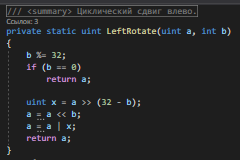 /// <summary> Циклический сдвиг влево.
Ссылок: 3
private static uint LeftRotate(uint a, int b)
{
b %= 32;
if (b == 0)
return a;
uint x = a >> (32 - b);
a = a << b;
a = a | x;
return a;
}